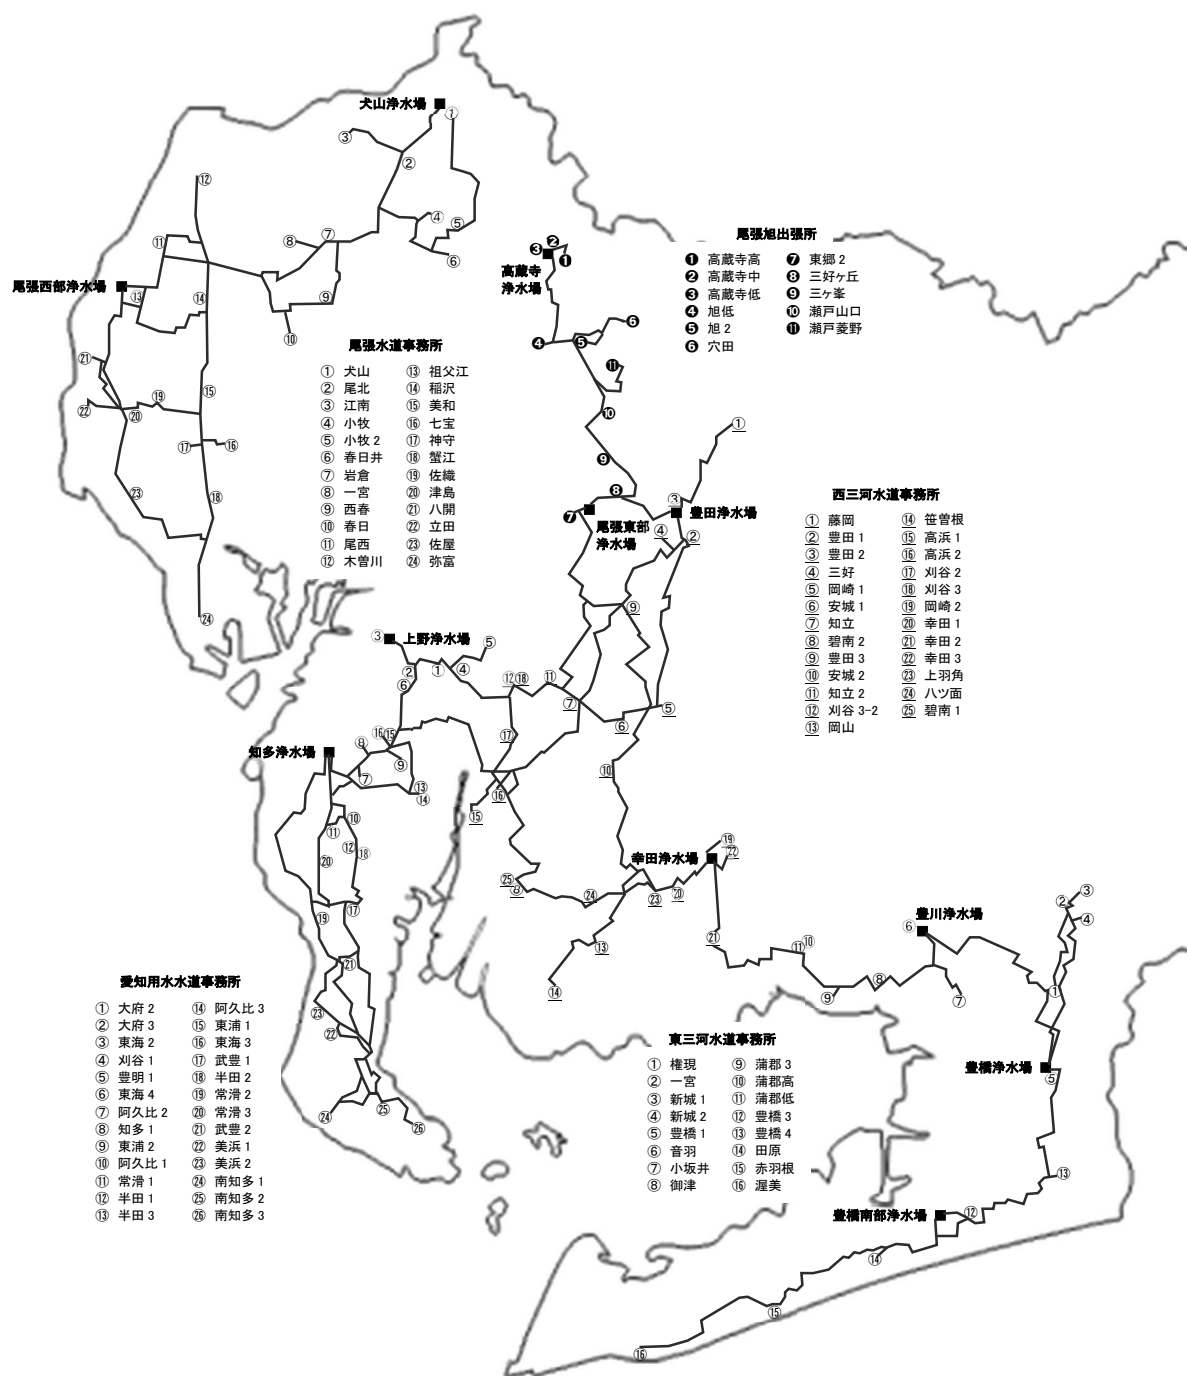 犬山浄水場
尾張西部浄水場
高蔵寺
浄水場
尾張旭出張所
❶ 高蔵寺高 ❼ 東郷 2
❷ 高蔵寺中 ❽ 三好ヶ丘
❸ 高蔵寺低 ❾ 三ヶ峯
❹ 旭低 ❿ 瀬戸山口
❺ 旭 2 ⓫ 瀬戸菱野
❻ 穴田
尾張水道事務所
① 犬山 ⑬ 祖父江
② 尾北 ⑭ 稲沢
③ 江南 ⑮ 美和
④ 小牧 ⑯ 七宝
⑤ 小牧 2 ⑰ 神守
⑥ 春日井 ⑱ 蟹江
⑦ 岩倉 ⑲ 佐織
⑧ 一宮 ⑳ 津島
⑨ 西春 ㉑ 八開
⑩ 春日 ㉒ 立田
⑪ 尾西 ㉓ 佐屋
⑫ 木曽川 ㉔ 弥富
尾張東部
浄水場
豊田浄水場
西三河水道事務所
① 藤岡 ⑭ 笹曽根
② 豊田 1 ⑮ 高浜 1
③ 豊田 2 ⑯ 高浜 2
④ 三好 ⑰ 刈谷 2
⑤ 岡崎 1 ⑱ 刈谷 3
⑥ 安城 1 ⑲ 岡崎 2
⑦ 知立 ⑳ 幸田 1
⑧ 碧南 2 ㉑ 幸田 2
⑨ 豊田 3 ㉒ 幸田 3
⑩ 安城 2 ㉓ 上羽角
⑪ 知立 2 ㉔ 八ツ面
⑫ 刈谷 3-2 ㉕ 碧南 1
⑬ 岡山
上野浄水場
知多浄水場
幸田浄水場
豊川浄水場
愛知用水水道事務所
① 大府 2 ⑭ 阿久比 3
② 大府 3 ⑮ 東浦 1
③ 東海 2 ⑯ 東海 3
④ 刈谷 1 ⑰ 武豊 1
⑤ 豊明 1 ⑱ 半田 2
⑥ 東海 4 ⑲ 常滑 2
⑦ 阿久比 2 ⑳ 常滑 3
⑧ 知多 1 ㉑ 武豊 2
⑨ 東浦 2 ㉒ 美浜 1
⑩ 阿久比 1 ㉓ 美浜 2
⑪ 常滑 1 ㉔ 南知多 1
⑫ 半田 1 ㉕ 南知多 2
⑬ 半田 3 ㉖ 南知多 3
東三河水道事務所
① 権現 ⑨ 蒲郡 3
② 一宮 ⑩ 蒲郡高
③ 新城 1 ⑪ 蒲郡低
④ 新城 2 ⑫ 豊橋 3
⑤ 豊橋 1 ⑬ 豊橋 4
⑥ 音羽 ⑭ 田原
⑦ 小坂井 ⑮ 赤羽根
⑧ 御津 ⑯ 渥美
豊橋浄水場
豊橋南部浄水場